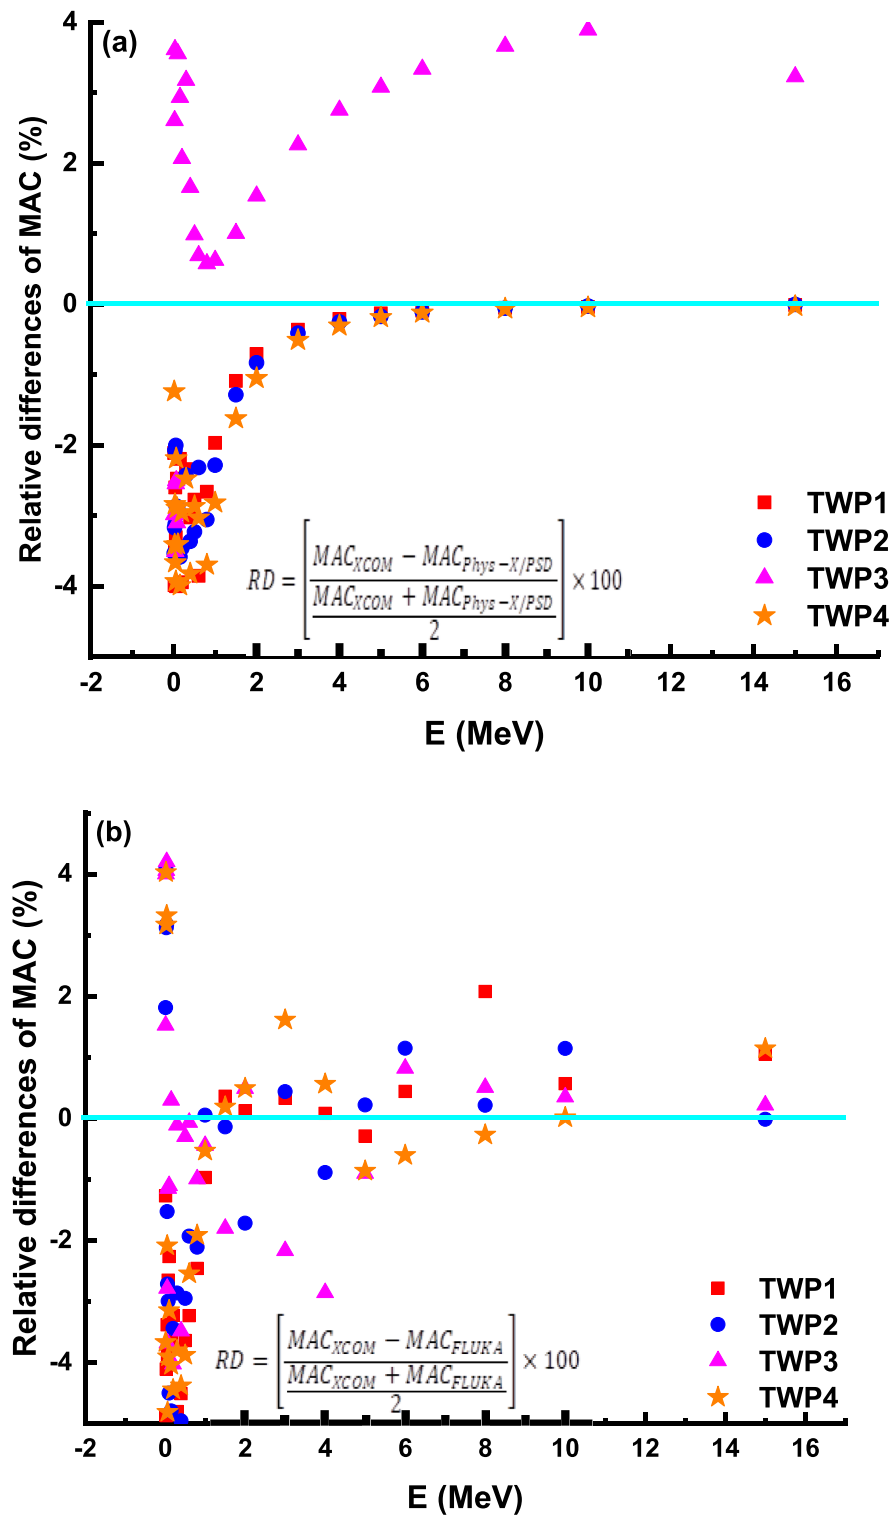 (a)
Relative differences of MAC (%)
4
2
0
-2
-4
TWP1
TWP2
TWP3
TWP4
RD = [(MAC_XCOM − MAC_Phys−X/PSD) / ((MAC_XCOM + MAC_Phys−X/PSD) / 2)] × 100
-2 0 2 4 6 8 10 12 14 16
E (MeV)
(b)
Relative differences of MAC (%)
4
2
0
-2
-4
TWP1
TWP2
TWP3
TWP4
RD = [(MAC_XCOM − MAC_FLUKA) / ((MAC_XCOM + MAC_FLUKA) / 2)] × 100
-2 0 2 4 6 8 10 12 14 16
E (MeV)